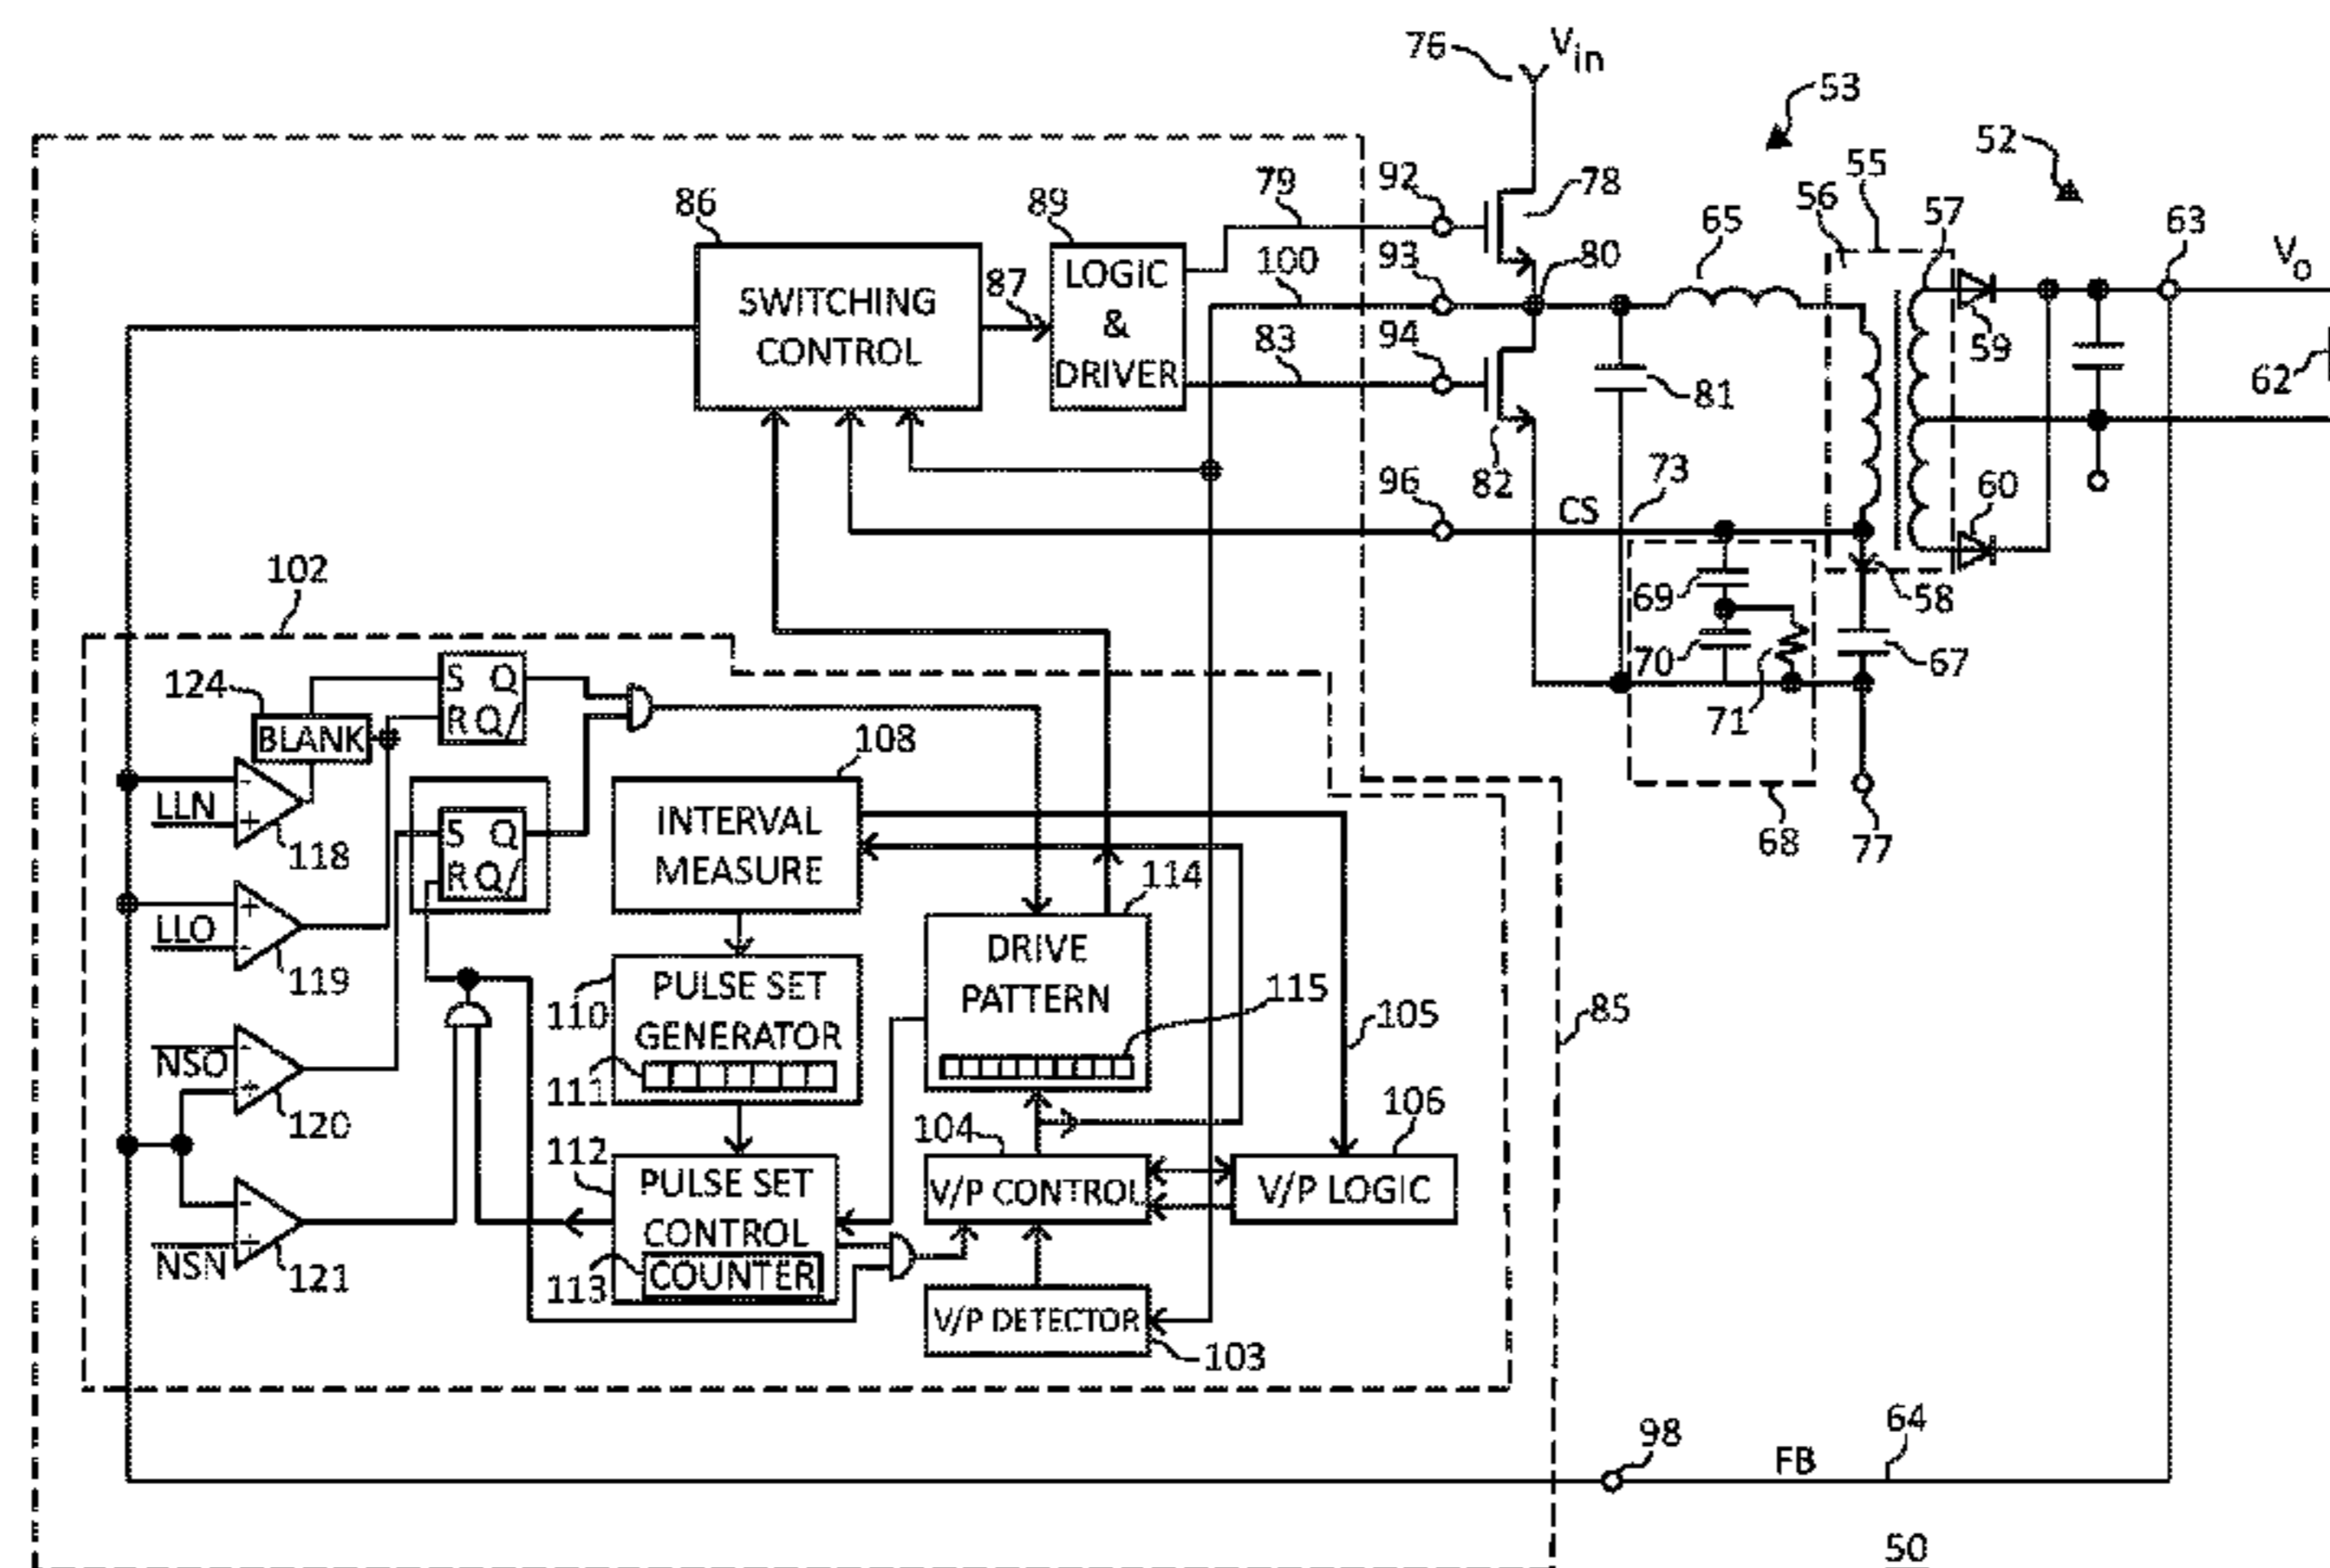 76
Vin
53
52
86
89
79
92
78
65
56
55
57
63
Vo
SWITCHING
CONTROL
87
LOGIC
&
DRIVER
100
93
80
59
83
94
81
62
96
CS
82
73
60
102
69
58
70
71
67
124
BLANK
S Q
R Q/
108
68
77
LLN
-
+
118
S Q
R Q/
INTERVAL
MEASURE
114
LLO
+
-
119
110
PULSE SET
GENERATOR
111
DRIVE
PATTERN
115
105
85
NSO
-
+
120
112
PULSE SET
CONTROL
113
COUNTER
104
V/P CONTROL
106
V/P LOGIC
NSN
-
+
121
V/P DETECTOR
103
98
FB
64
50